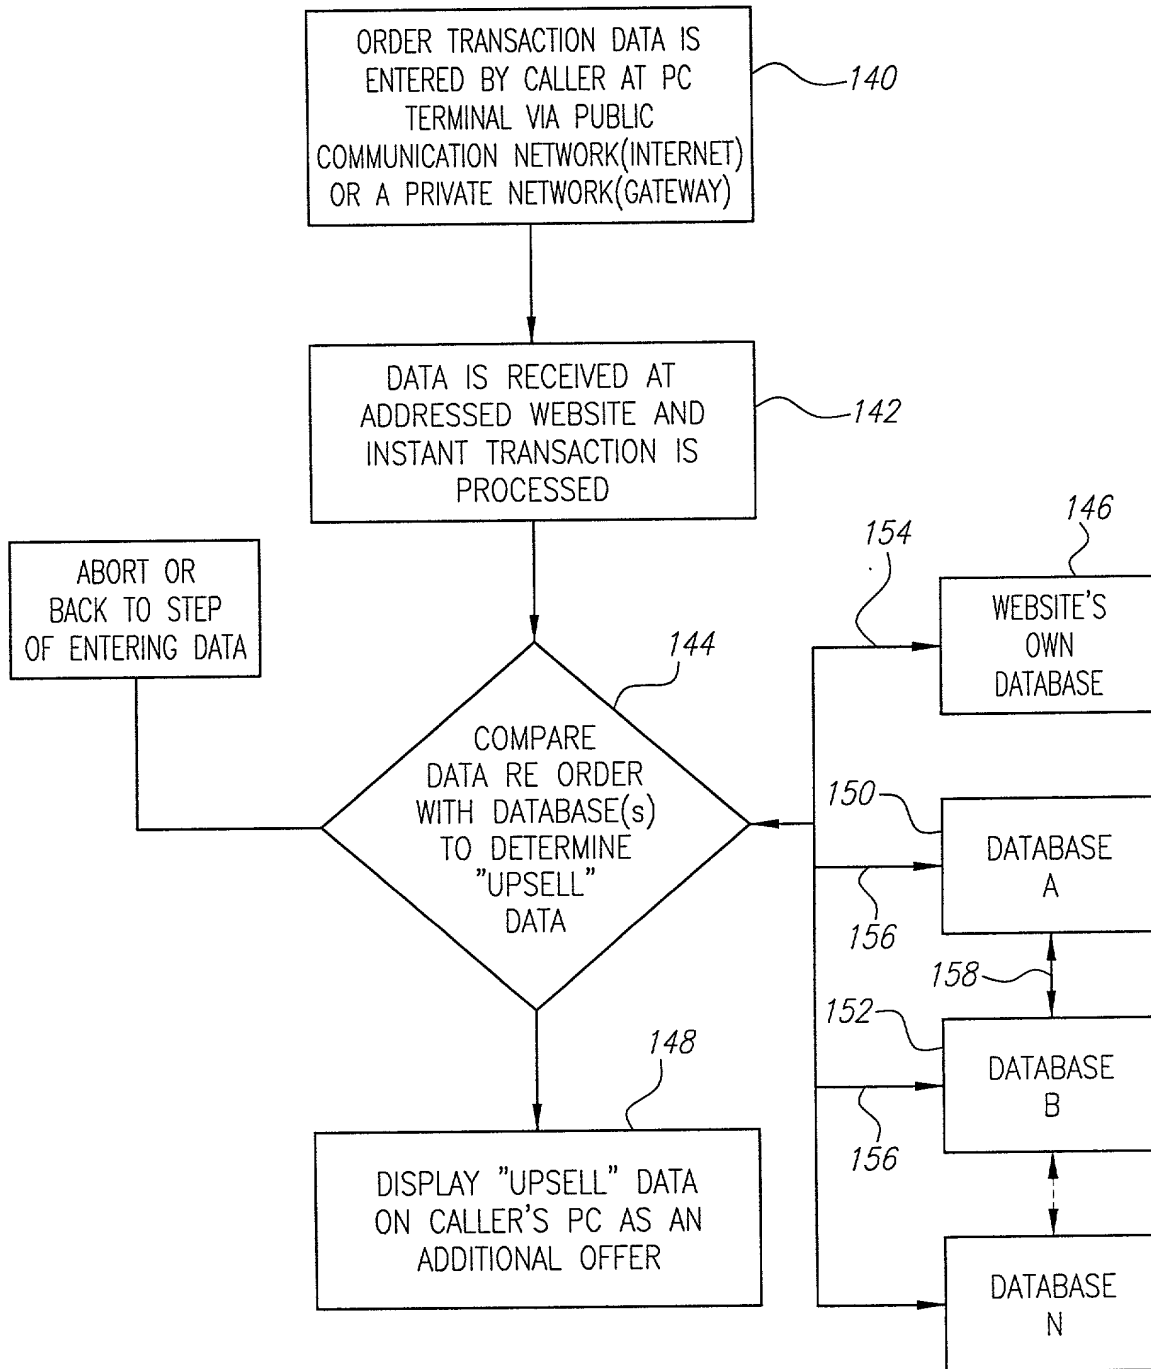 ORDER TRANSACTION DATA IS
ENTERED BY CALLER AT PC
TERMINAL VIA PUBLIC
COMMUNICATION NETWORK(INTERNET)
OR A PRIVATE NETWORK(GATEWAY)
140
DATA IS RECEIVED AT
ADDRESSED WEBSITE AND
INSTANT TRANSACTION IS
PROCESSED
142
ABORT OR
BACK TO STEP
OF ENTERING DATA
144
COMPARE
DATA RE ORDER
WITH DATABASE(s)
TO DETERMINE
"UPSELL"
DATA
154
146
WEBSITE'S
OWN
DATABASE
150
DATABASE
A
156
158
152
DATABASE
B
156
148
DISPLAY "UPSELL" DATA
ON CALLER'S PC AS AN
ADDITIONAL OFFER
DATABASE
N